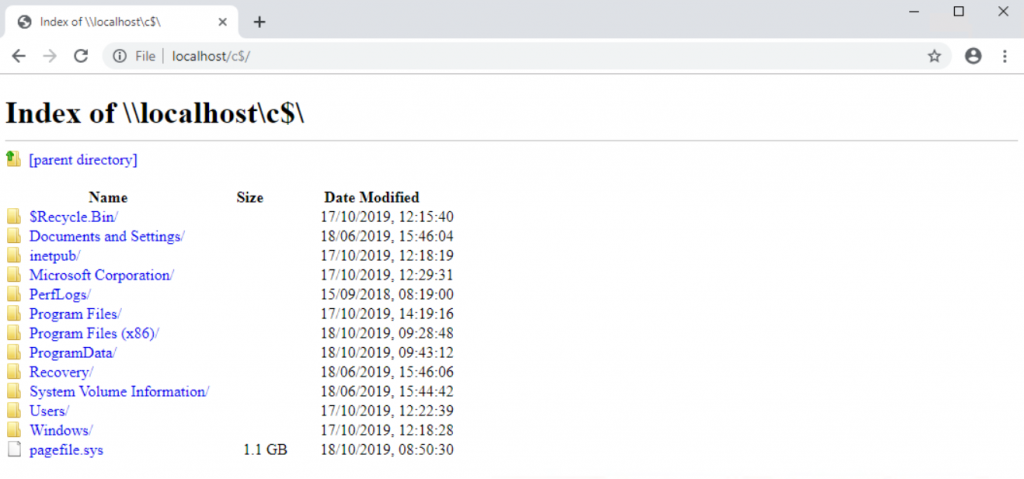 Index of \\localhost\c$\
File | localhost/c$/
Index of \\localhost\c$\
[parent directory]
Name Size Date Modified
$Recycle.Bin/ 17/10/2019, 12:15:40
Documents and Settings/ 18/06/2019, 15:46:04
inetpub/ 17/10/2019, 12:18:19
Microsoft Corporation/ 17/10/2019, 12:29:31
PerfLogs/ 15/09/2018, 08:19:00
Program Files/ 17/10/2019, 14:19:16
Program Files (x86)/ 18/10/2019, 09:28:48
ProgramData/ 18/10/2019, 09:43:12
Recovery/ 18/06/2019, 15:46:06
System Volume Information/ 18/06/2019, 15:44:42
Users/ 17/10/2019, 12:22:39
Windows/ 17/10/2019, 12:18:28
pagefile.sys 1.1 GB 18/10/2019, 08:50:30